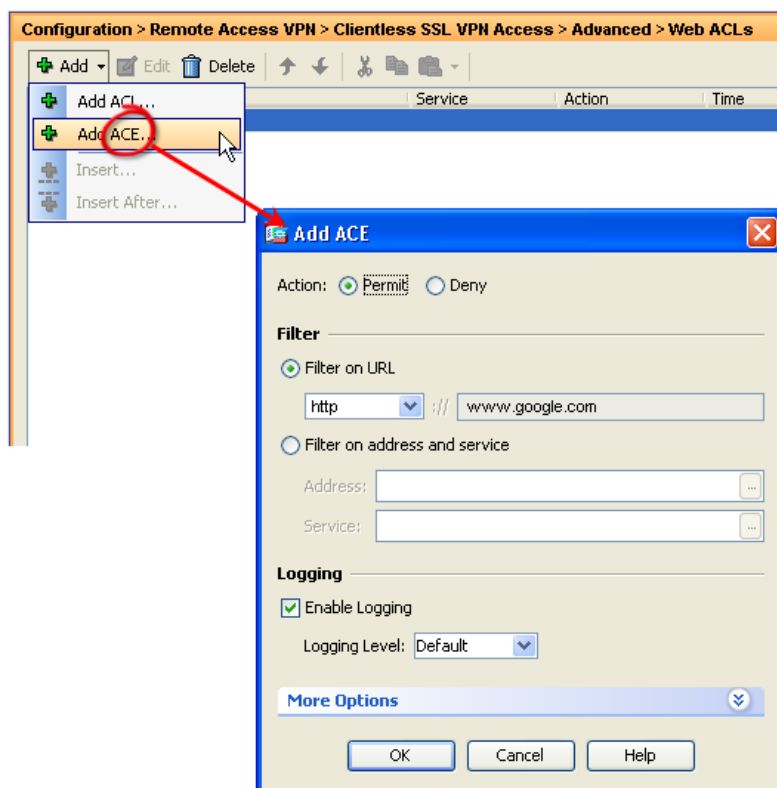 Configuration > Remote Access VPN > Clientless SSL VPN Access > Advanced > Web ACLs
Add Edit Delete
Service Action Time
Add ACL...
Add ACE...
Insert...
Insert After...
Add ACE
Action: Permit Deny
Filter
Filter on URL
http :// www.google.com
Filter on address and service
Address: ...
Service: ...
Logging
Enable Logging
Logging Level: Default
More Options
OK Cancel Help